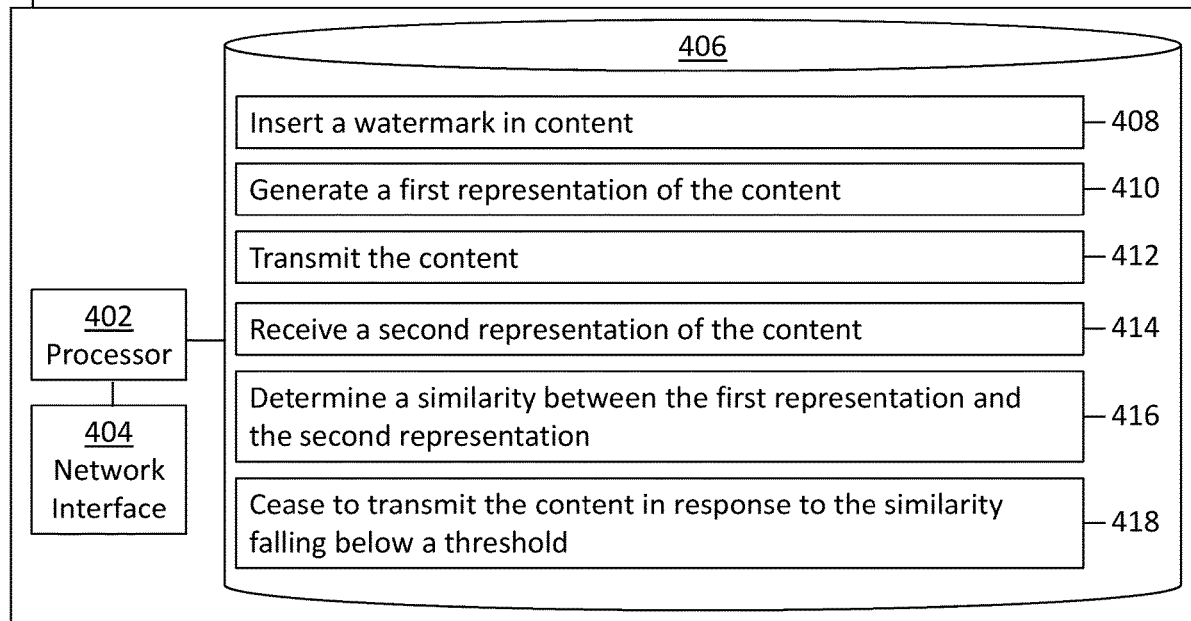 406
Insert a watermark in content
408
Generate a first representation of the content
410
Transmit the content
412
402
Processor
Receive a second representation of the content
414
404
Network
Interface
Determine a similarity between the first representation and
the second representation
416
Cease to transmit the content in response to the similarity
falling below a threshold
418